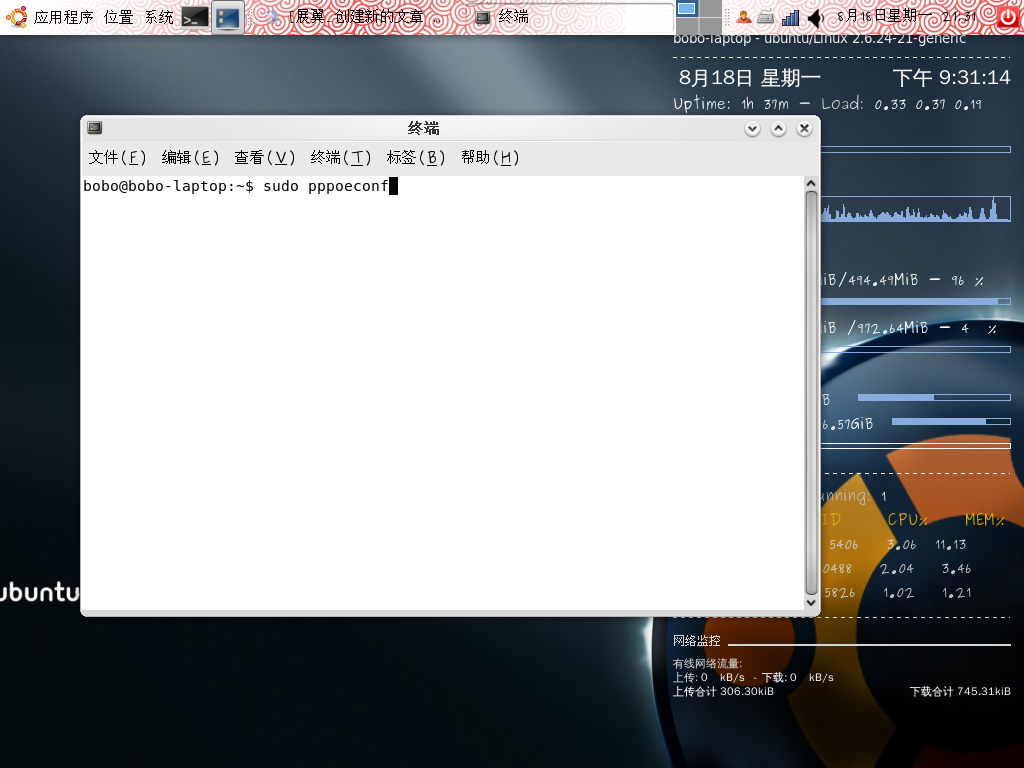 应用程序 位置 系统 [展翼..创建新的文章 .. 终端 8月18日星期一 21:31
bobo-laptop - ubuntu/Linux 2.6.24-21-generic
8月18日 星期一 下午 9:31:14
Uptime: 1h 37m – Load: 0.33 0.37 0.19
终端
文件(F) 编辑(E) 查看(V) 终端(T) 标签(B) 帮助(H)
bobo@bobo-laptop:~$ sudo pppoeconf
iB/494.49MiB – 96 %
iB /972.64MiB – 4 %
B
6.57GiB
unning: 1
ID CPU% MEM%
5406 3.06 11.13
0488 2.04 3.46
5826 1.02 1.21
ubuntu
网络监控
有线网络流量:
上传: 0 kB/s - 下载: 0 kB/s
上传合计 306.30kiB 下载合计 745.31kiB